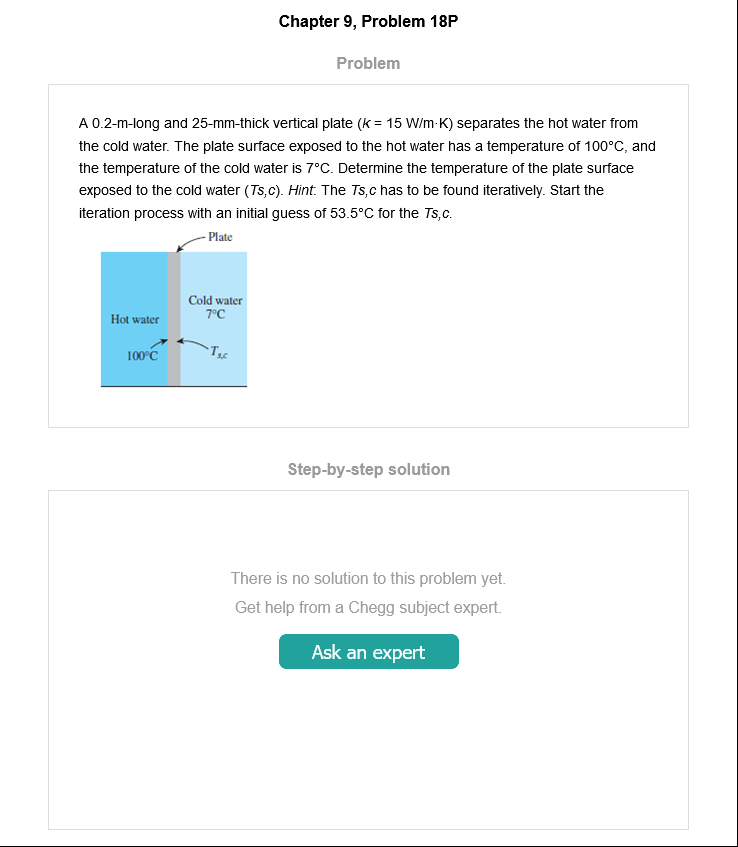 Chapter 9, Problem 18P
Problem
A 0.2-m-long and 25-mm-thick vertical plate (k = 15 W/m·K) separates the hot water from
the cold water. The plate surface exposed to the hot water has a temperature of 100°C, and
the temperature of the cold water is 7°C. Determine the temperature of the plate surface
exposed to the cold water (Ts,c). Hint: The Ts,c has to be found iteratively. Start the
iteration process with an initial guess of 53.5°C for the Ts,c.
Plate
Cold water
7°C
Hot water
100°C
Ts,c
Step-by-step solution
There is no solution to this problem yet.
Get help from a Chegg subject expert.
Ask an expert